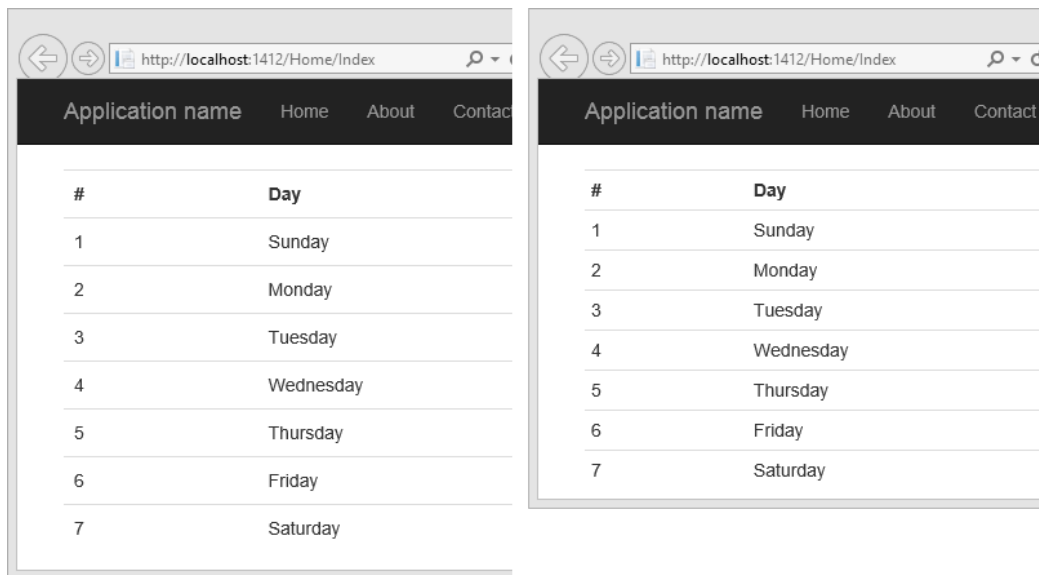 http://localhost:1412/Home/Index
Application name Home About Contact
# Day
1 Sunday
2 Monday
3 Tuesday
4 Wednesday
5 Thursday
6 Friday
7 Saturday
http://localhost:1412/Home/Index
Application name Home About Contact
# Day
1 Sunday
2 Monday
3 Tuesday
4 Wednesday
5 Thursday
6 Friday
7 Saturday